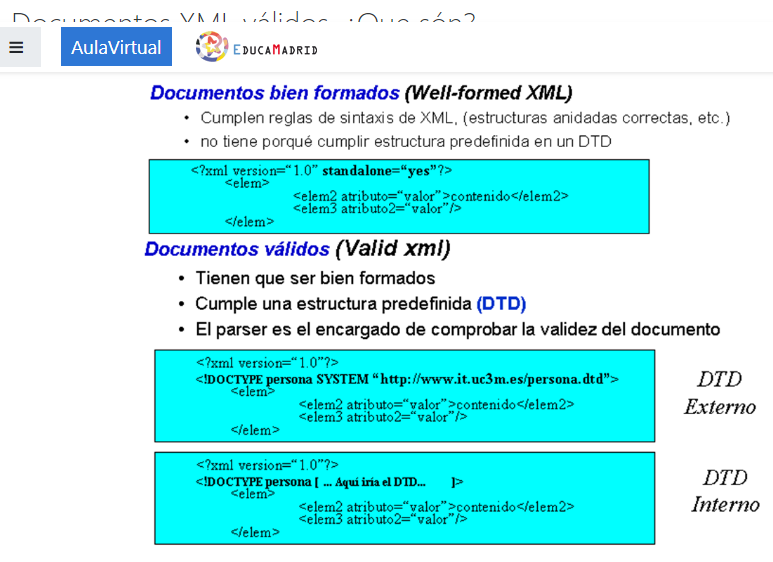 Documentos XML válidos. ¿Que són?
AulaVirtual
EDUCAMADRID
Documentos bien formados (Well-formed XML)
• Cumplen reglas de sintaxis de XML, (estructuras anidadas correctas, etc.)
• no tiene porqué cumplir estructura predefinida en un DTD
<?xml version=“1.0” standalone=“yes”?>
<elem>
<elem2 atributo=“valor”>contenido</elem2>
<elem3 atributo2=“valor”/>
</elem>
Documentos válidos (Valid xml)
• Tienen que ser bien formados
• Cumple una estructura predefinida (DTD)
• El parser es el encargado de comprobar la validez del documento
<?xml version=“1.0”?>
<!DOCTYPE persona SYSTEM “http://www.it.uc3m.es/persona.dtd”>
<elem>
<elem2 atributo=“valor”>contenido</elem2>
<elem3 atributo2=“valor”/>
</elem>
DTD
Externo
<?xml version=“1.0”?>
<!DOCTYPE persona [ ... Aquí iría el DTD... ]>
<elem>
<elem2 atributo=“valor”>contenido</elem2>
<elem3 atributo2=“valor”/>
</elem>
DTD
Interno